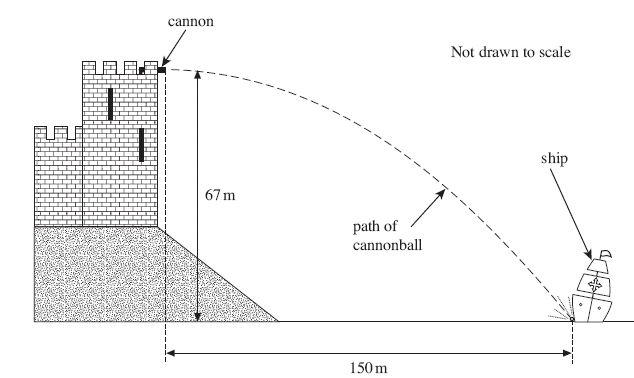 cannon
Not drawn to scale
ship
67 m
path of
cannonball
150 m